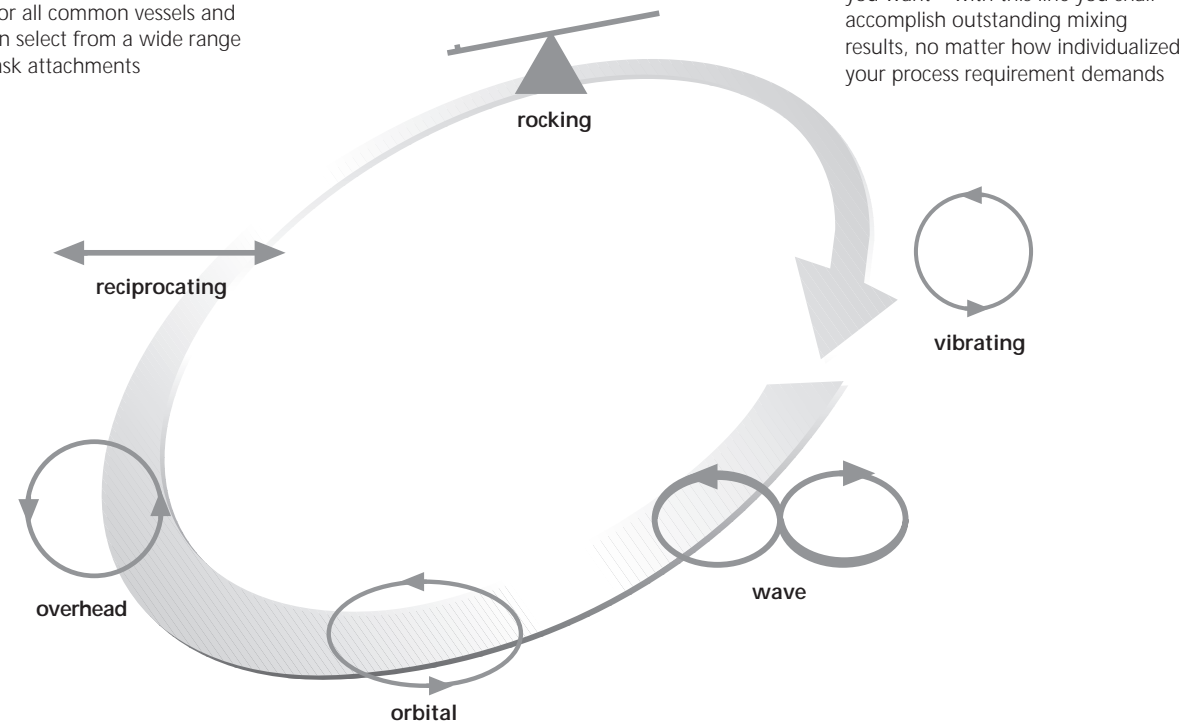 or all common vessels and
n select from a wide range
ask attachments
accomplish outstanding mixing
results, no matter how individualized
your process requirement demands
rocking
reciprocating
vibrating
overhead
wave
orbital